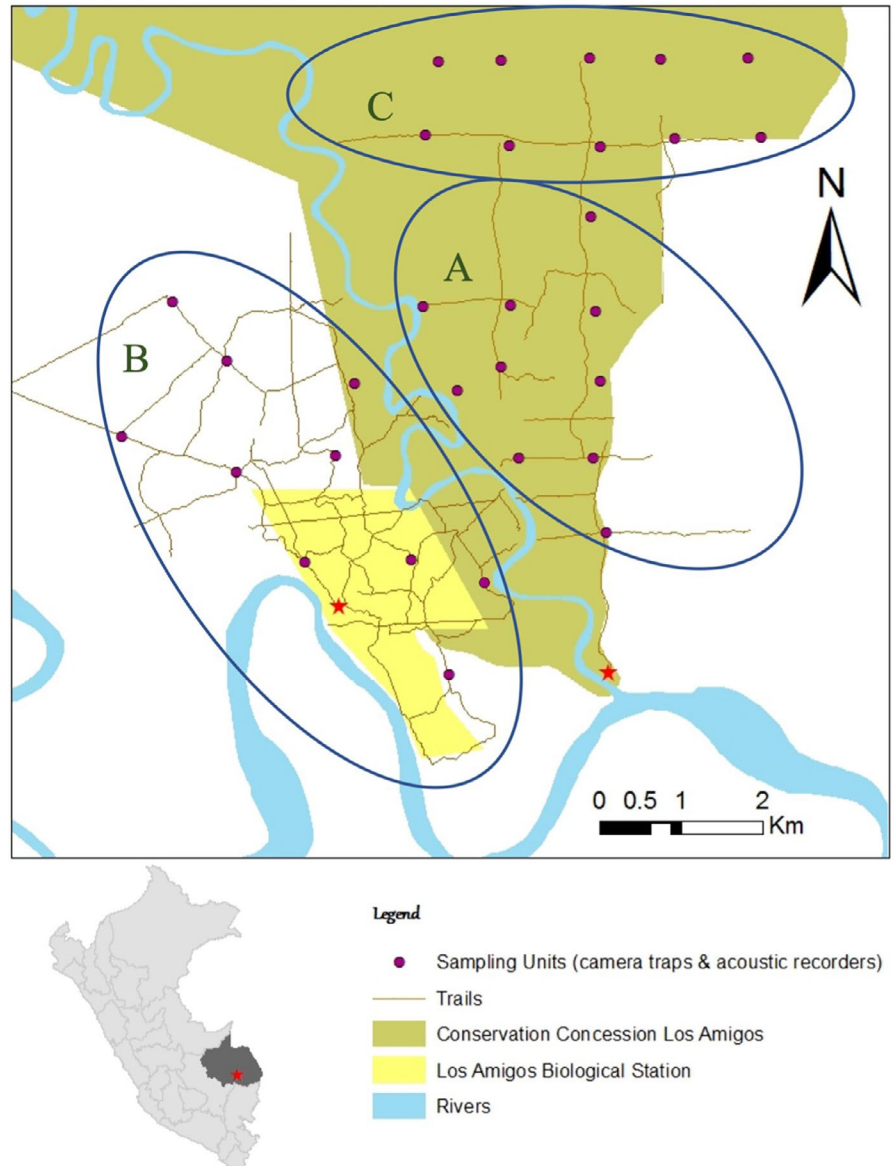 C
N
A
B
0 0.5 1 2
Km
Legend
Sampling Units (camera traps & acoustic recorders)
Trails
Conservation Concession Los Amigos
Los Amigos Biological Station
Rivers